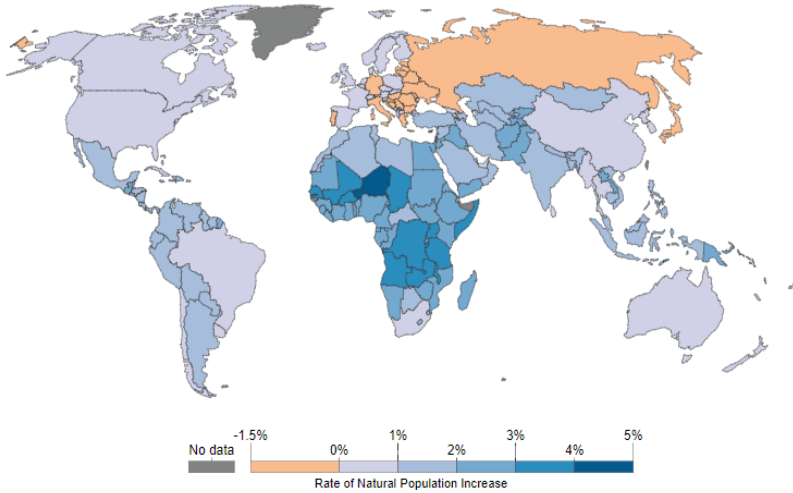 -1.5% 1% 3% 5%
No data 0% 2% 4%
Rate of Natural Population Increase